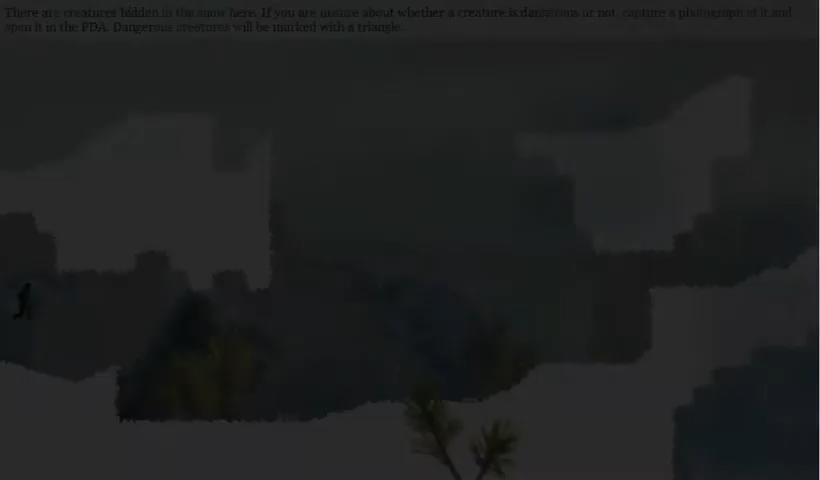 There are creatures hidden in the snow here. If you are unsure about whether a creature is dangerous or not, capture a photograph of it and
open it in the PDA. Dangerous creatures will be marked with a triangle.